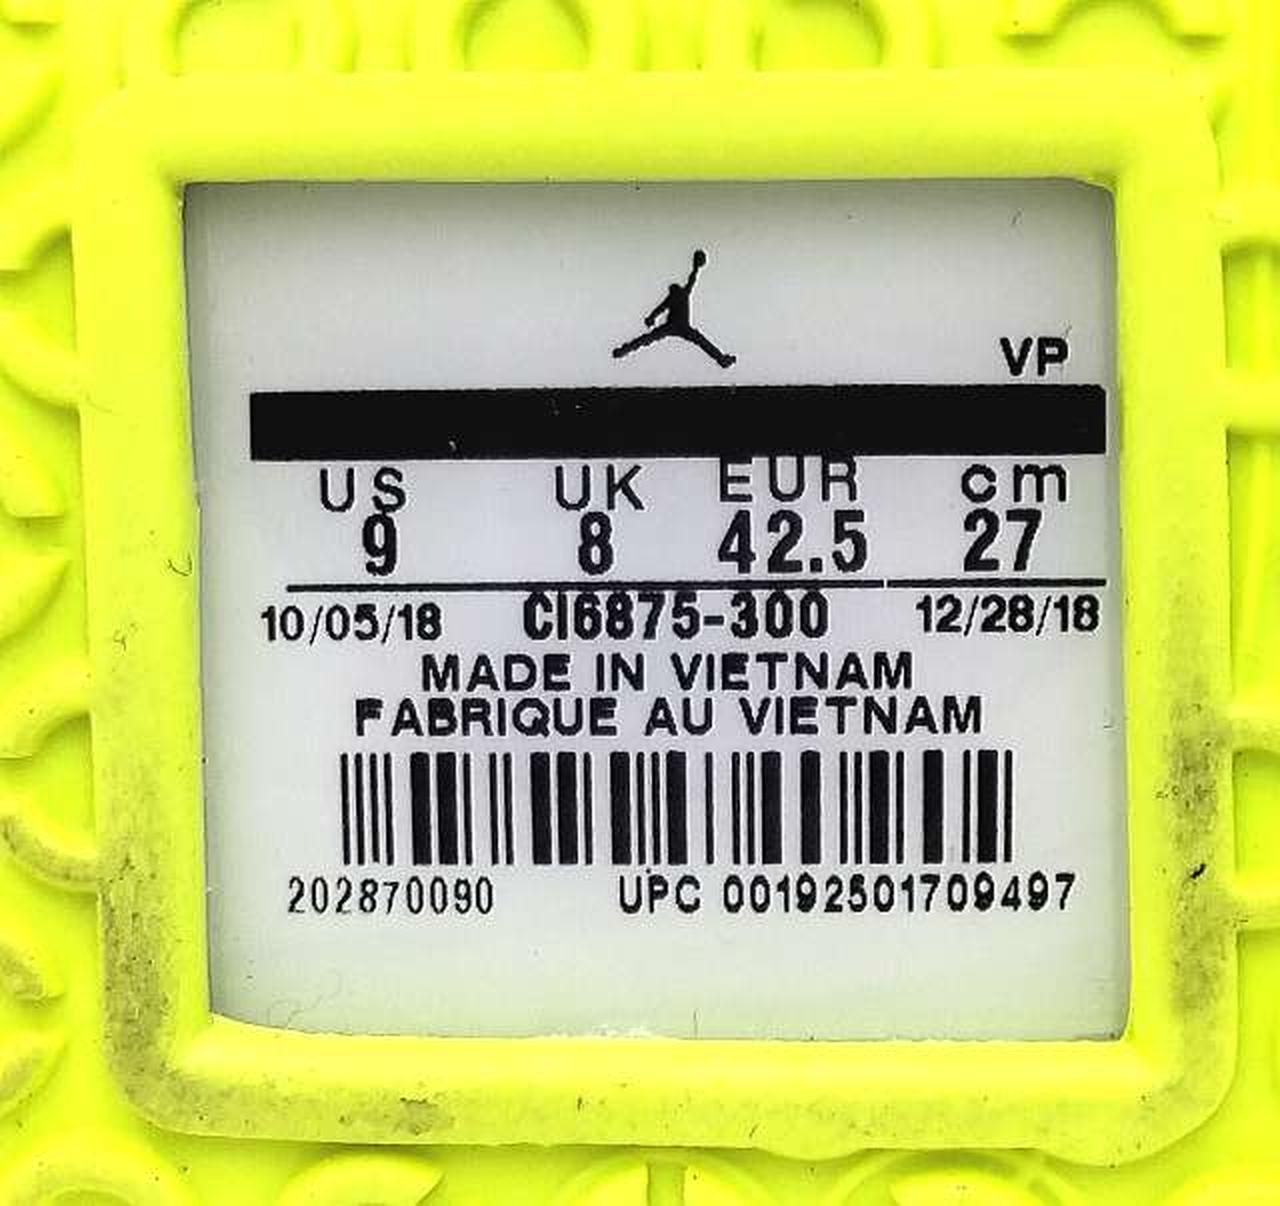 VP
US UK EUR cm
9 8 42.5 27
10/05/18 CI6875-300 12/28/18
MADE IN VIETNAM
FABRIQUE AU VIETNAM
202870090 UPC 00192501709497